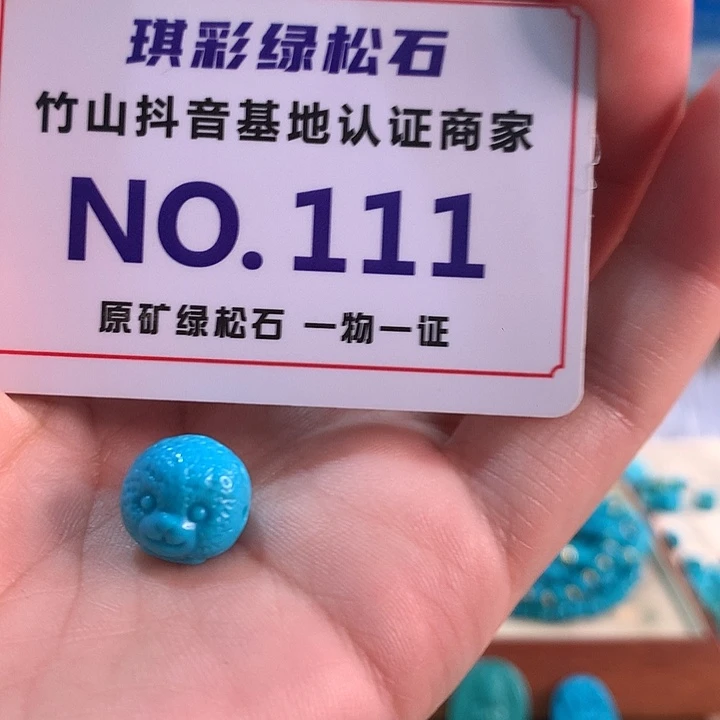 琪彩绿松石
竹山抖音基地认证商家
NO.111
原矿绿松石 一物一证